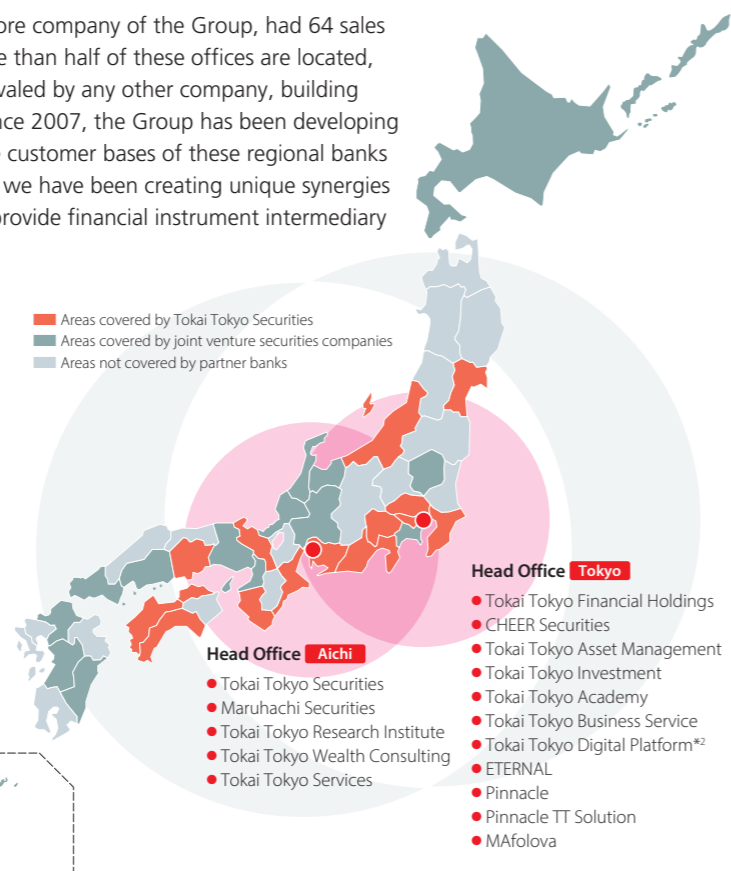 ore company of the Group, had 64 sales
e than half of these offices are located,
valed by any other company, building
nce 2007, the Group has been developing
customer bases of these regional banks
we have been creating unique synergies
provide financial instrument intermediary
Areas covered by Tokai Tokyo Securities
Areas covered by joint venture securities companies
Areas not covered by partner banks
Head Office Aichi
Tokai Tokyo Securities
Maruhachi Securities
Tokai Tokyo Research Institute
Tokai Tokyo Wealth Consulting
Tokai Tokyo Services
Head Office Tokyo
Tokai Tokyo Financial Holdings
CHEER Securities
Tokai Tokyo Asset Management
Tokai Tokyo Investment
Tokai Tokyo Academy
Tokai Tokyo Business Service
Tokai Tokyo Digital Platform*2
ETERNAL
Pinnacle
Pinnacle TT Solution
MAfolova